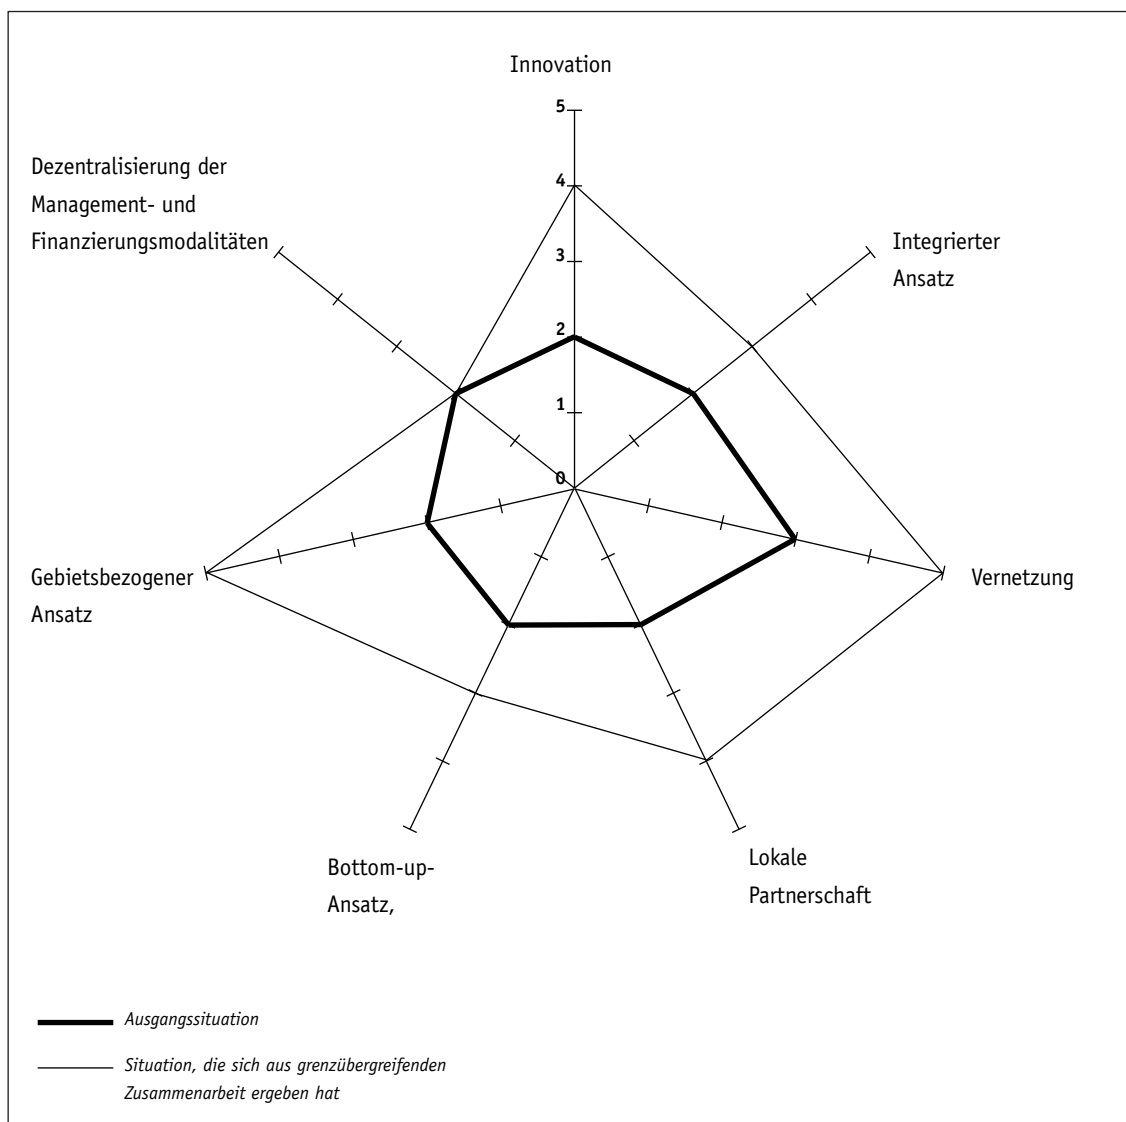 Innovation
5
Dezentralisierung der
Management- und
Finanzierungsmodalitäten
4
Integrierter
Ansatz
3
2
1
0
Gebietsbezogener
Ansatz
Vernetzung
Bottom-up-
Ansatz,
Lokale
Partnerschaft
Ausgangssituation
Situation, die sich aus grenzübergreifenden
Zusammenarbeit ergeben hat